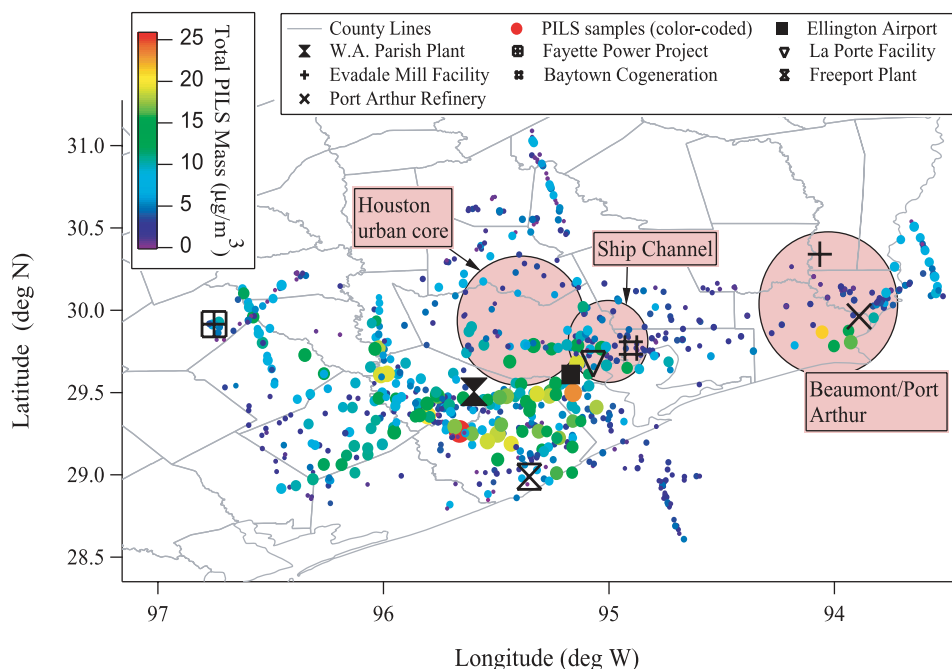 County Lines
PILS samples (color-coded)
Ellington Airport
W.A. Parish Plant
Fayette Power Project
La Porte Facility
Evadale Mill Facility
Baytown Cogeneration
Freeport Plant
Port Arthur Refinery
Total PILS Mass (µg/m3)
25
20
15
10
5
0
Houston
urban core
Ship Channel
Beaumont/Port
Arthur
Latitude (deg N)
31.0
30.5
30.0
29.5
29.0
28.5
97
96
95
94
Longitude (deg W)